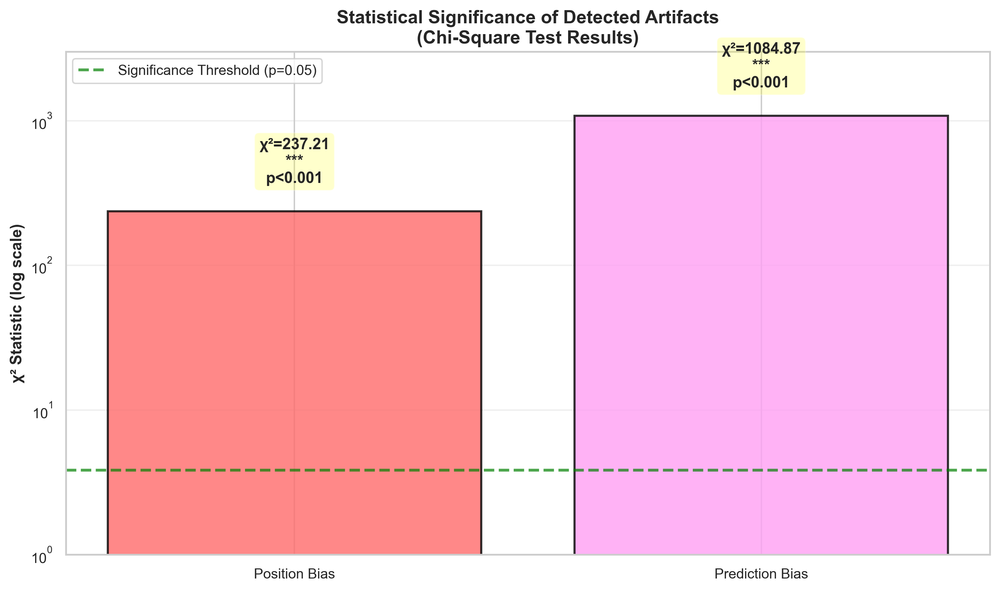 Statistical Significance of Detected Artifacts
(Chi-Square Test Results)
Significance Threshold (p=0.05)
χ²=1084.87
***
p<0.001
χ²=237.21
***
p<0.001
χ² Statistic (log scale)
10³
10²
10¹
10⁰
Position Bias
Prediction Bias